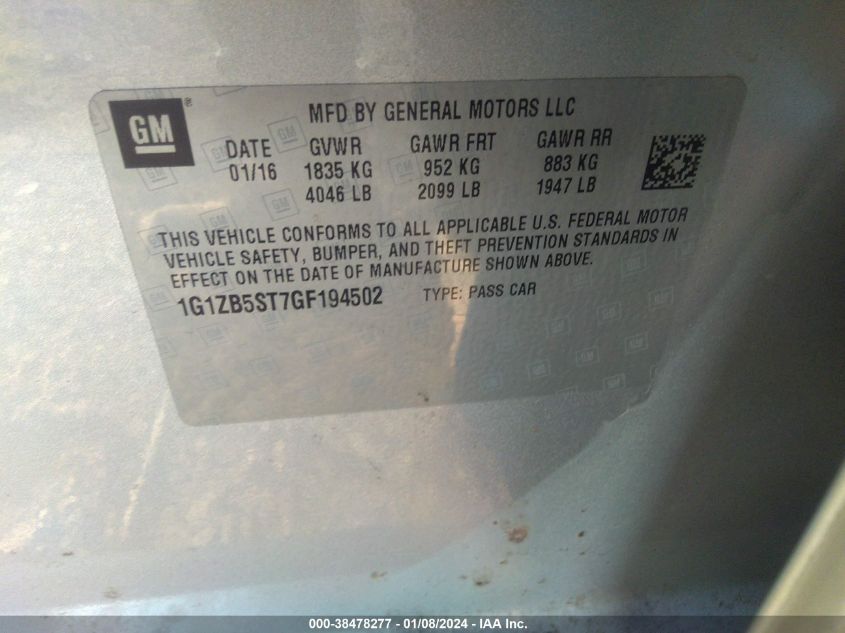 GM ®
MFD BY GENERAL MOTORS LLC
DATE GVWR GAWR FRT GAWR RR
01/16 1835 KG 952 KG 883 KG
4046 LB 2099 LB 1947 LB
THIS VEHICLE CONFORMS TO ALL APPLICABLE U.S. FEDERAL MOTOR
VEHICLE SAFETY, BUMPER, AND THEFT PREVENTION STANDARDS IN
EFFECT ON THE DATE OF MANUFACTURE SHOWN ABOVE.
1G1ZB5ST7GF194502 TYPE: PASS CAR
000-38478277 - 01/08/2024 - IAA Inc.